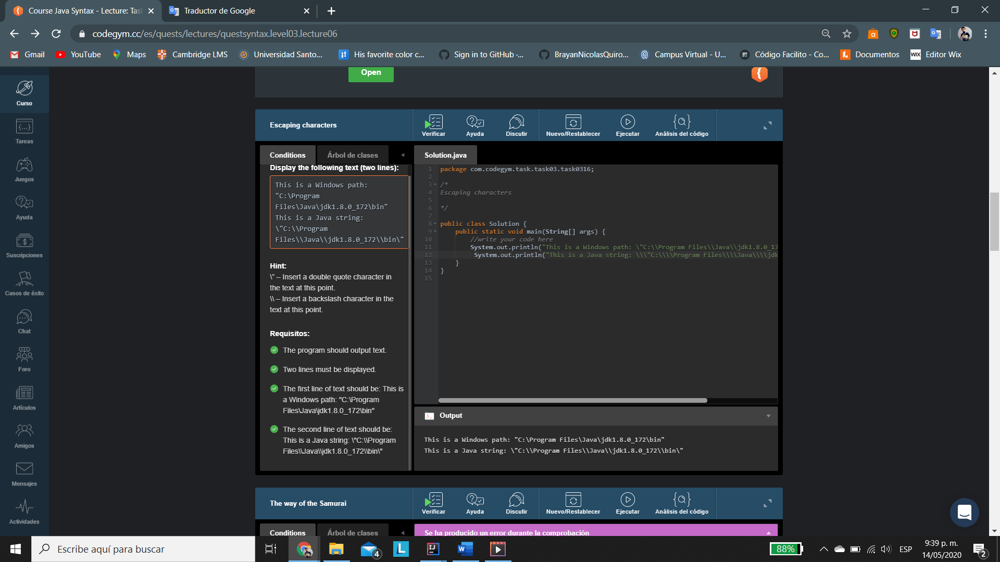 Course Java Syntax - Lecture: Tas
Traductor de Google
codegym.cc/es/quests/lectures/questsyntax.level03.lecture06
Gmail
YouTube
Maps
Cambridge LMS
Universidad Santo...
His favorite color c...
Sign in to GitHub ·...
BrayanNicolasQuiro...
Campus Virtual - U...
Código Facilito - Co...
Documentos
WIX Editor Wix
Open
Curso
Tareas
Juegos
Ayuda
Suscripciones
Casos de éxito
Chat
Foro
Artículos
Amigos
Mensajes
Actividades
Escaping characters
Verificar
Ayuda
Discutir
Nuevo/Restablecer
Ejecutar
Análisis del código
Conditions
Árbol de clases
Display the following text (two lines):
This is a Windows path:
"C:\Program
Files\Java\jdk1.8.0_172\bin"
This is a Java string:
\"C:\\Program
Files\\Java\\jdk1.8.0_172\\bin\"
Hint:
\" – Insert a double quote character in
the text at this point.
\\ – Insert a backslash character in the
text at this point.
Requisitos:
The program should output text.
Two lines must be displayed.
The first line of text should be: This is
a Windows path: "C:\Program
Files\Java\jdk1.8.0_172\bin"
The second line of text should be:
This is a Java string: \"C:\\Program
Files\\Java\\jdk1.8.0_172\\bin\"
Solution.java
1 package com.codegym.task.task03.task0316;
2
3 /*
4 Escaping characters
5
6 */
7
8 public class Solution {
9 public static void main(String[] args) {
10 //write your code here
11 System.out.println("This is a Windows path: \"C:\\Program Files\\Java\\jdk1.8.0_17
12 System.out.println("This is a Java string: \\\"C:\\\\Program Files\\\\Java\\\\jdk
13 }
14 }
15
Output
This is a Windows path: "C:\Program Files\Java\jdk1.8.0_172\bin"
This is a Java string: \"C:\\Program Files\\Java\\jdk1.8.0_172\\bin\"
The way of the Samurai
Verificar
Ayuda
Discutir
Nuevo/Restablecer
Ejecutar
Análisis del código
Conditions
Árbol de clases
Se ha producido un error durante la comprobación
Escribe aquí para buscar
4
88%
ESP
9:39 p. m.
14/05/2020
2